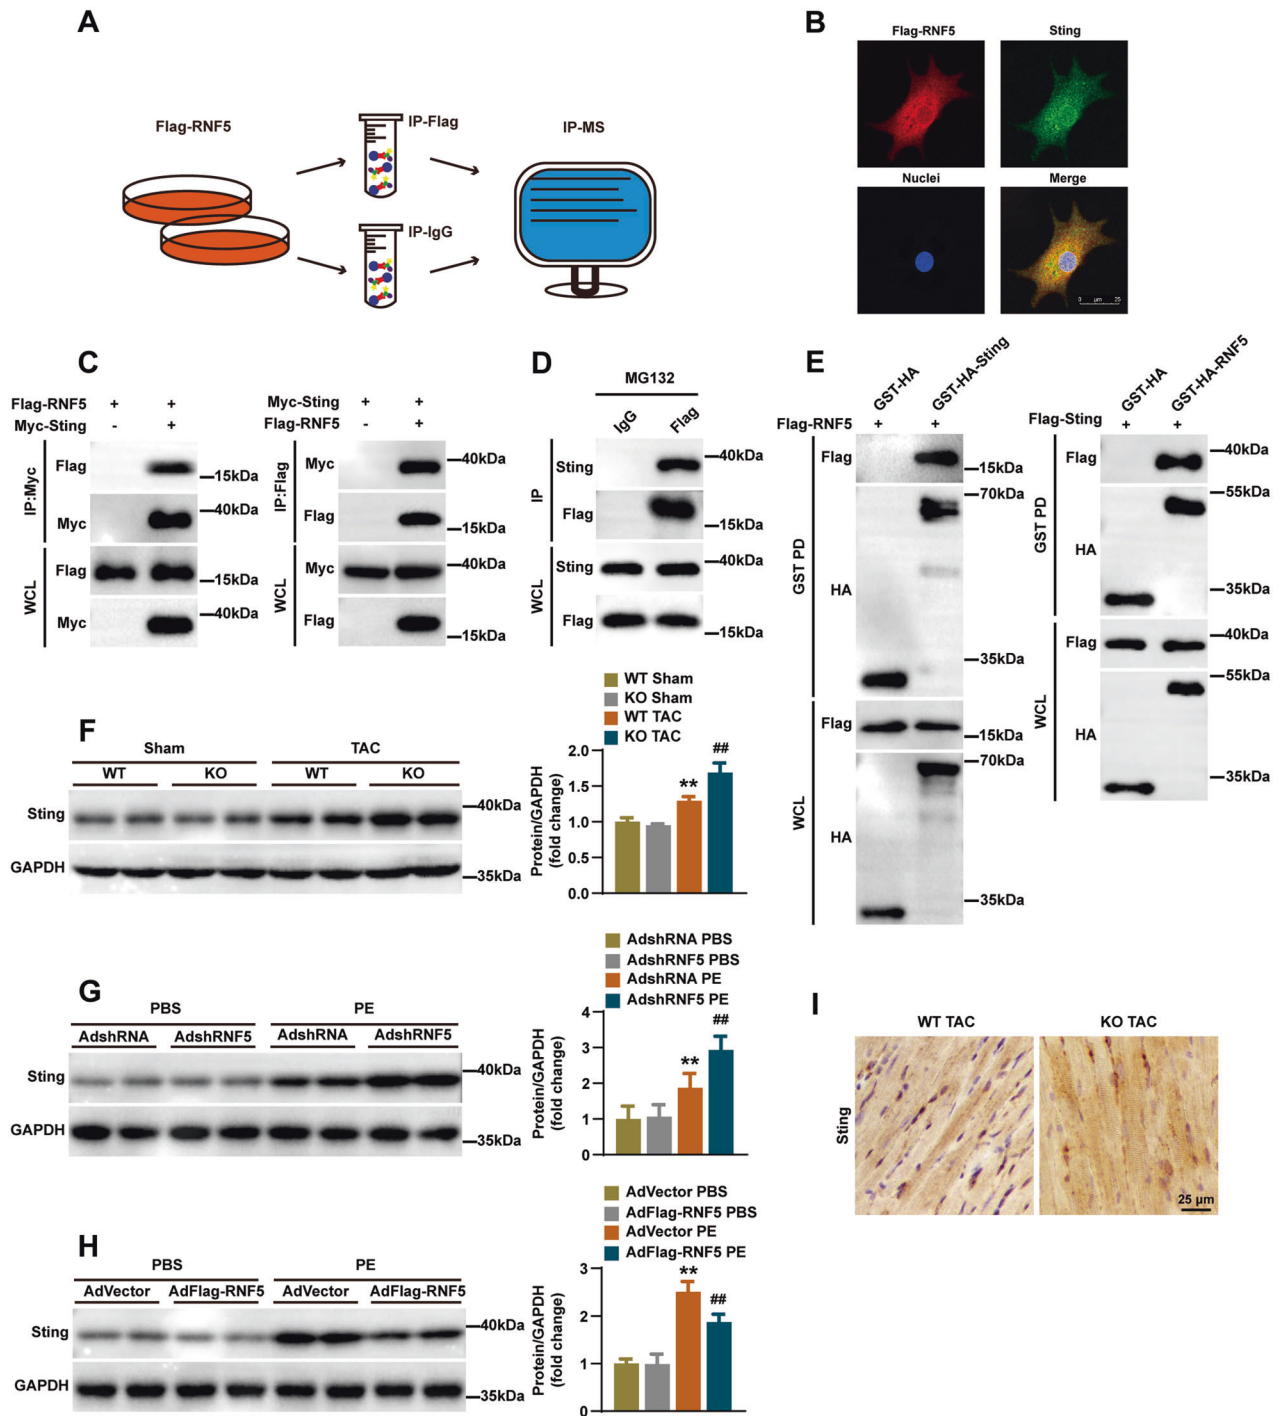 A
Flag-RNF5
IP-Flag
IP-IgG
IP-MS
B
Flag-RNF5 Sting
Nuclei Merge
0 µm 25
C
Flag-RNF5 + +
Myc-Sting - +
IP:Myc
Flag
15kDa
Myc
40kDa
WCL
Flag
15kDa
Myc
40kDa
Myc-Sting + +
Flag-RNF5 - +
IP:Flag
Myc
40kDa
Flag
15kDa
WCL
Myc
40kDa
Flag
15kDa
D
MG132
IgG Flag
IP
Sting
40kDa
Flag
15kDa
WCL
Sting
40kDa
Flag
15kDa
E
GST-HA GST-HA-Sting
Flag-RNF5 + +
GST PD
Flag
15kDa
70kDa
HA
35kDa
WCL
Flag
15kDa
70kDa
HA
35kDa
GST-HA GST-HA-RNF5
Flag-Sting + +
GST PD
Flag
40kDa
55kDa
HA
35kDa
WCL
Flag
40kDa
55kDa
HA
35kDa
F
Sham TAC
WT KO WT KO
Sting
40kDa
GAPDH
35kDa
WT Sham
KO Sham
WT TAC
KO TAC
Protein/GAPDH
(fold change)
2.0
1.5
1.0
0.5
0.0
**
##
G
PBS PE
AdshRNA AdshRNF5 AdshRNA AdshRNF5
Sting
40kDa
GAPDH
35kDa
AdshRNA PBS
AdshRNF5 PBS
AdshRNA PE
AdshRNF5 PE
Protein/GAPDH
(fold change)
4
3
2
1
0
**
##
H
PBS PE
AdVector AdFlag-RNF5 AdVector AdFlag-RNF5
Sting
40kDa
GAPDH
35kDa
AdVector PBS
AdFlag-RNF5 PBS
AdVector PE
AdFlag-RNF5 PE
Protein/GAPDH
(fold change)
3
2
1
0
**
##
I
WT TAC KO TAC
Sting
25 µm